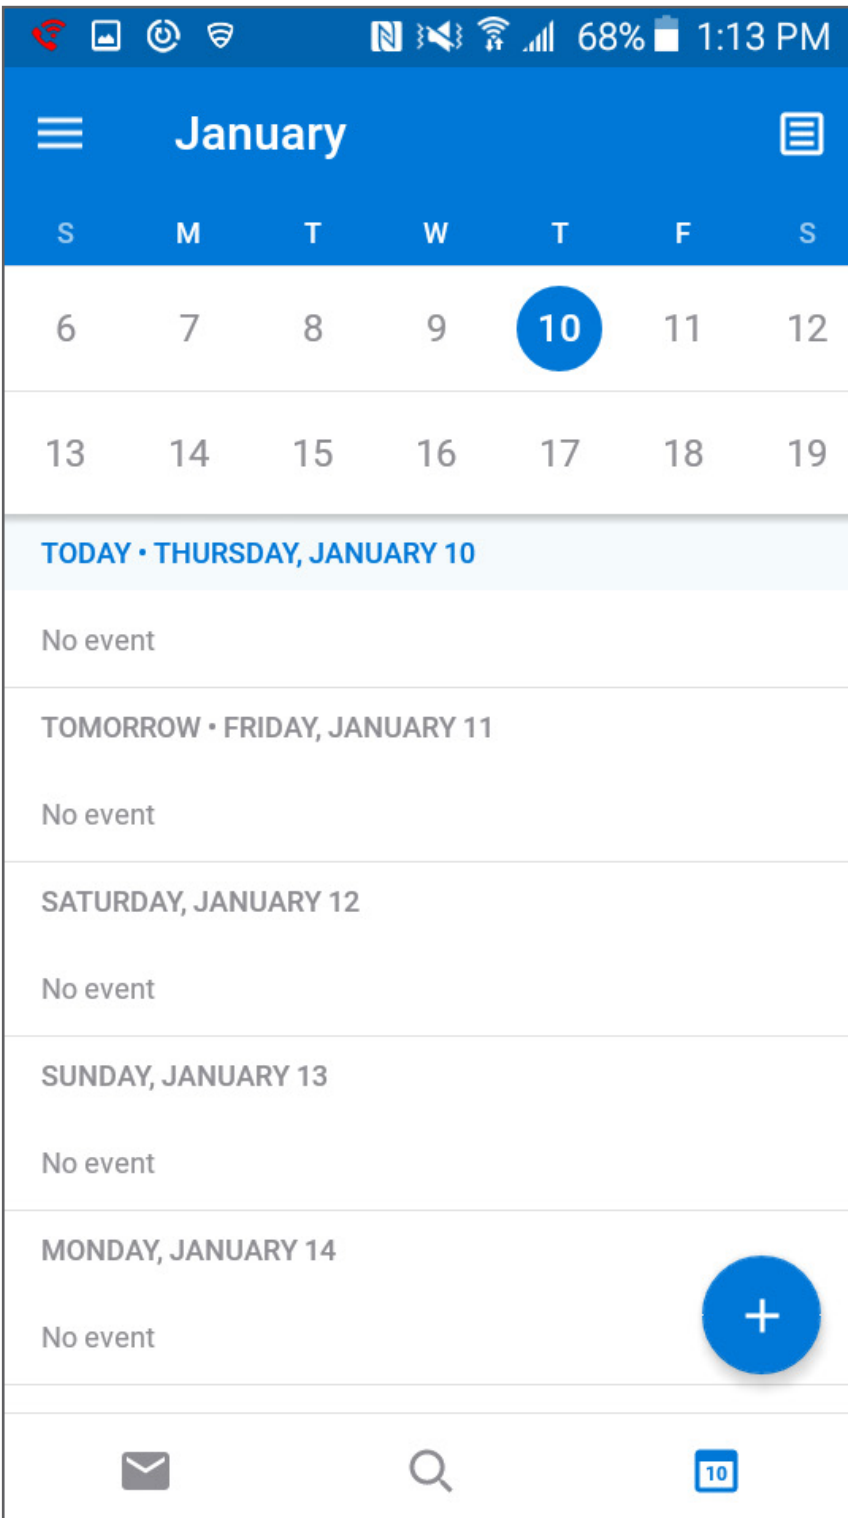 68% 1:13 PM
January
S M T W T F S
6 7 8 9 10 11 12
13 14 15 16 17 18 19
TODAY • THURSDAY, JANUARY 10
No event
TOMORROW • FRIDAY, JANUARY 11
No event
SATURDAY, JANUARY 12
No event
SUNDAY, JANUARY 13
No event
MONDAY, JANUARY 14
No event
10